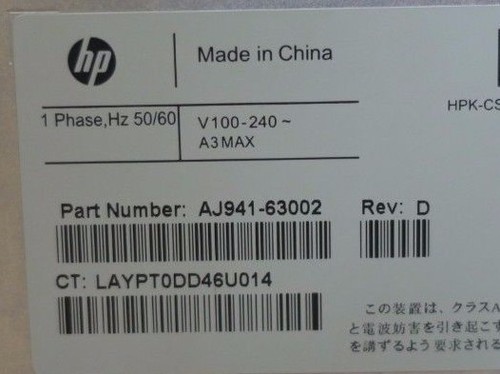 hp
Made in China
HPK-CS
1 Phase,Hz 50/60
V100-240~
A3MAX
Part Number: AJ941-63002 Rev: D
CT: LAYPT0DD46U014
この装置は、クラスA
と電波妨害を引き起こす
を講ずるよう要求される